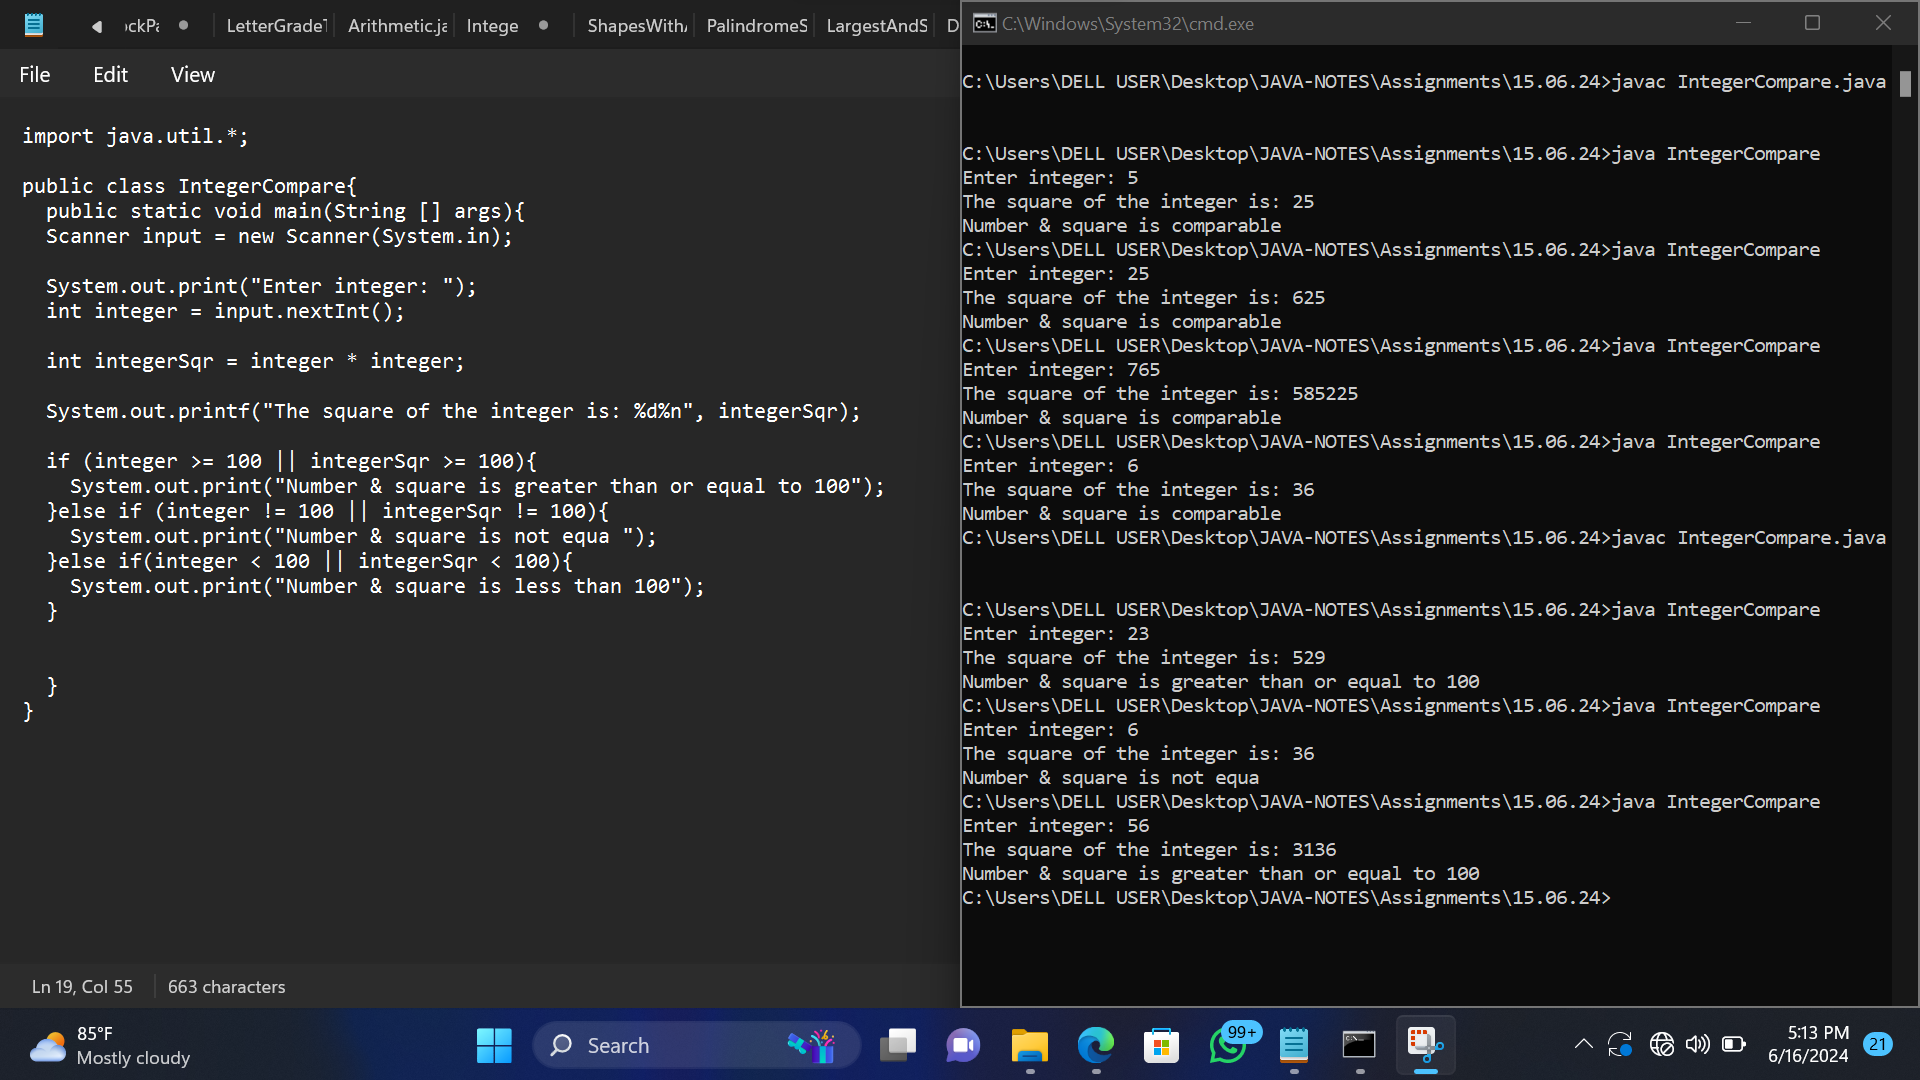 ockPa
LetterGradeT
Arithmetic.ja
Intege
ShapesWith
PalindromeS
LargestAndS
D
File Edit View
import java.util.*;
public class IntegerCompare{
public static void main(String [] args){
Scanner input = new Scanner(System.in);
System.out.print("Enter integer: ");
int integer = input.nextInt();
int integerSqr = integer * integer;
System.out.printf("The square of the integer is: %d%n", integerSqr);
if (integer >= 100 || integerSqr >= 100){
System.out.print("Number & square is greater than or equal to 100");
}else if (integer != 100 || integerSqr != 100){
System.out.print("Number & square is not equa ");
}else if(integer < 100 || integerSqr < 100){
System.out.print("Number & square is less than 100");
}
}
}
Ln 19, Col 55
663 characters
C:\Windows\System32\cmd.exe
C:\Users\DELL USER\Desktop\JAVA-NOTES\Assignments\15.06.24>javac IntegerCompare.java
C:\Users\DELL USER\Desktop\JAVA-NOTES\Assignments\15.06.24>java IntegerCompare
Enter integer: 5
The square of the integer is: 25
Number & square is comparable
C:\Users\DELL USER\Desktop\JAVA-NOTES\Assignments\15.06.24>java IntegerCompare
Enter integer: 25
The square of the integer is: 625
Number & square is comparable
C:\Users\DELL USER\Desktop\JAVA-NOTES\Assignments\15.06.24>java IntegerCompare
Enter integer: 765
The square of the integer is: 585225
Number & square is comparable
C:\Users\DELL USER\Desktop\JAVA-NOTES\Assignments\15.06.24>java IntegerCompare
Enter integer: 6
The square of the integer is: 36
Number & square is comparable
C:\Users\DELL USER\Desktop\JAVA-NOTES\Assignments\15.06.24>javac IntegerCompare.java
C:\Users\DELL USER\Desktop\JAVA-NOTES\Assignments\15.06.24>java IntegerCompare
Enter integer: 23
The square of the integer is: 529
Number & square is greater than or equal to 100
C:\Users\DELL USER\Desktop\JAVA-NOTES\Assignments\15.06.24>java IntegerCompare
Enter integer: 6
The square of the integer is: 36
Number & square is not equa
C:\Users\DELL USER\Desktop\JAVA-NOTES\Assignments\15.06.24>java IntegerCompare
Enter integer: 56
The square of the integer is: 3136
Number & square is greater than or equal to 100
C:\Users\DELL USER\Desktop\JAVA-NOTES\Assignments\15.06.24>
85°F
Mostly cloudy
Search
99+
5:13 PM
6/16/2024
21